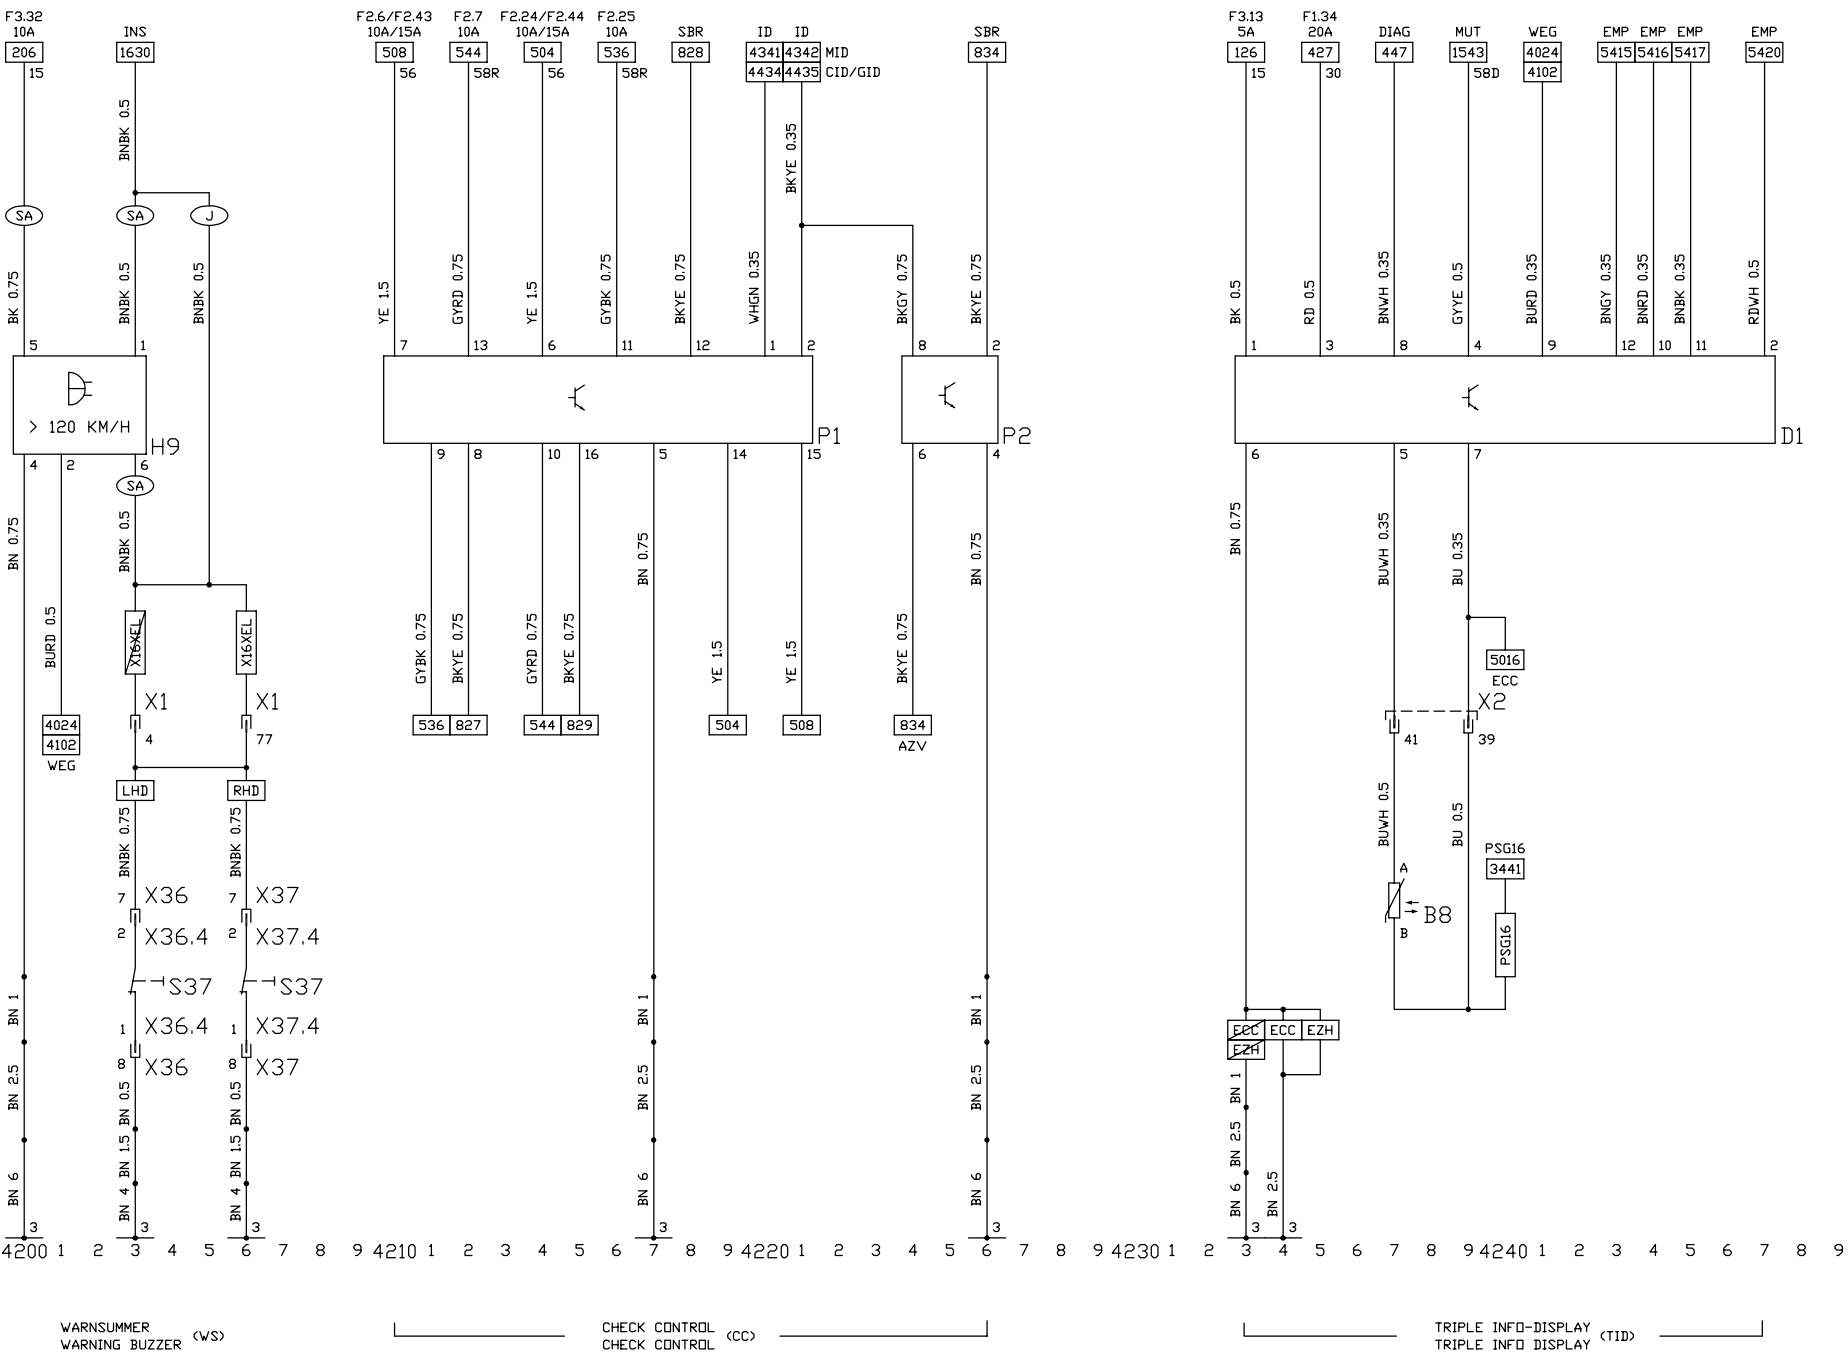 F3.32 F2.6/F2.43 F2.7 F2.24/F2.44 F2.25 F3.13 F1.34
10A INS 10A/15A 10A 10A/15A 10A SBR ID ID SBR 5A 20A DIAG MUT WEG EMP EMP EMP EMP
206 1630 508 544 504 536 828 4341 4342 MID 834 126 427 447 1543 4024 5415 5416 5417 5420
15 56 58R 56 58R 4434 4435 CID/GID 15 30 58D 4102
BNBK 0.5 BKYE 0.35
SA SA J
BK 0.75 BNBK 0.5 BNBK 0.5 YE 1.5 GYRD 0.75 YE 1.5 GYBK 0.75 BKYE 0.75 WHGN 0.35 BKGY 0.75 BKYE 0.75 BK 0.5 RD 0.5 BNWH 0.35 GYYE 0.5 BURD 0.35 BNGY 0.35 BNRD 0.35 BNBK 0.35 RDWH 0.5
5 1 7 13 6 11 12 1 2 8 2 1 3 8 4 9 12 10 11 2
> 120 KM/H
H9 P1 P2 D1
4 2 6 9 8 10 16 5 14 15 6 4 6 5 7
SA
BN 0.75 BNBK 0.5 BN 0.75 BN 0.75 BN 0.75 BUWH 0.35 BU 0.35
BURD 0.5 X16XEL X16XEL GYBK 0.75 BKYE 0.75 GYRD 0.75 BKYE 0.75 YE 1.5 YE 1.5 BKYE 0.75
5016
ECC
X1 X1 X2
4024 536 827 544 829 504 508 834
4102 4 77 AZV 41 39
WEG
LHD RHD
BNBK 0.75 BNBK 0.75 BUWH 0.5 BU 0.5
PSG16
3441
A
7 X36 7 X37
B8
2 X36.4 2 X37.4 B PSG16
S37 S37
BN 1 BN 1 BN 1
1 X36.4 1 X37.4 ECC ECC EZH
EZH
8 X36 8 X37
BN 2.5 BN 0.5 BN 0.5 BN 2.5 BN 2.5 BN 1
BN 1.5 BN 1.5 BN 2.5
BN 6 BN 4 BN 4 BN 6 BN 6 BN 6 BN 2.5
3 3 3 3 3 3 3
4200 1 2 3 4 5 6 7 8 9 4210 1 2 3 4 5 6 7 8 9 4220 1 2 3 4 5 6 7 8 9 4230 1 2 3 4 5 6 7 8 9 4240 1 2 3 4 5 6 7 8 9
WARNSUMMER
WARNING BUZZER (WS)
CHECK CONTROL
CHECK CONTROL (CC)
TRIPLE INFO-DISPLAY
TRIPLE INFO DISPLAY (TID)